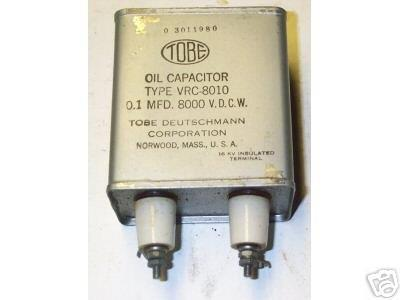 O 3011980
TOBE
OIL CAPACITOR
TYPE VRC-8010
0.1 MFD. 8000 V.D.C.W.
TOBE DEUTSCHMANN
CORPORATION
NORWOOD, MASS., U. S. A.
16 KV INSULATED
TERMINAL